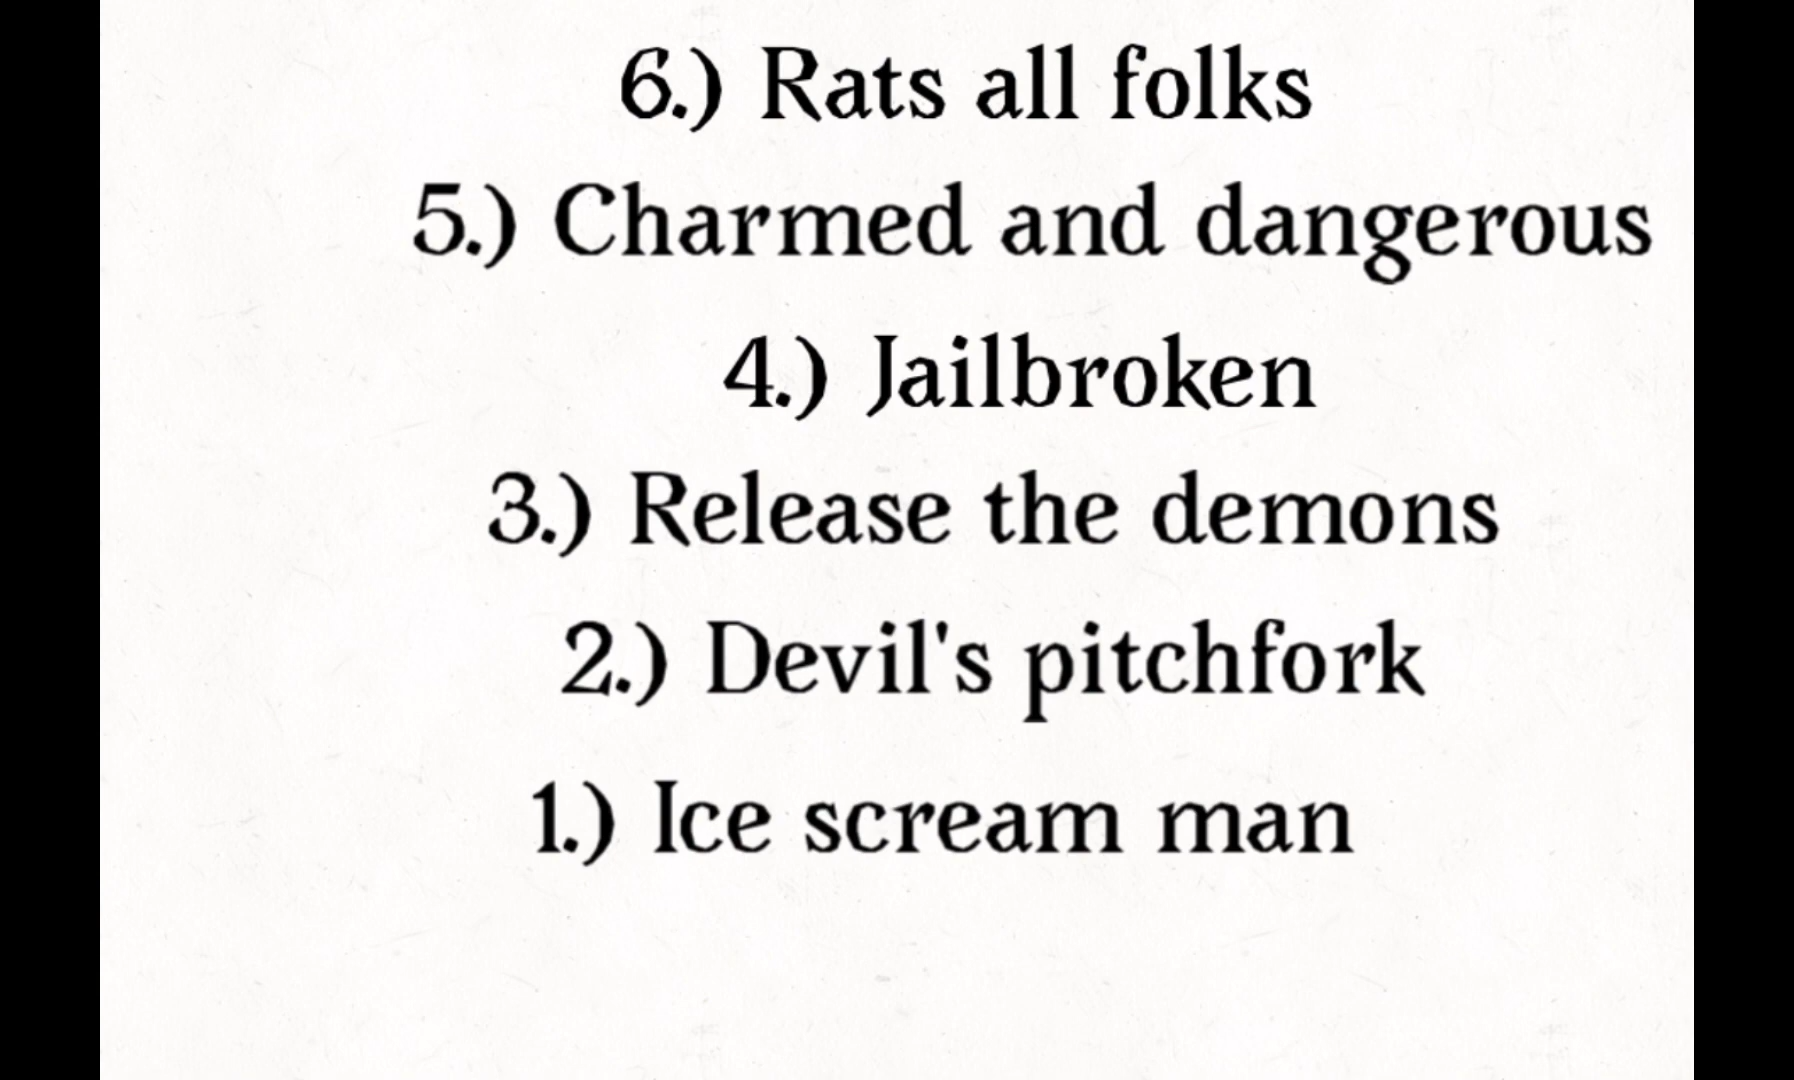 6.) Rats all folks
5.) Charmed and dangerous
4.) Jailbroken
3.) Release the demons
2.) Devil's pitchfork
1.) Ice scream man